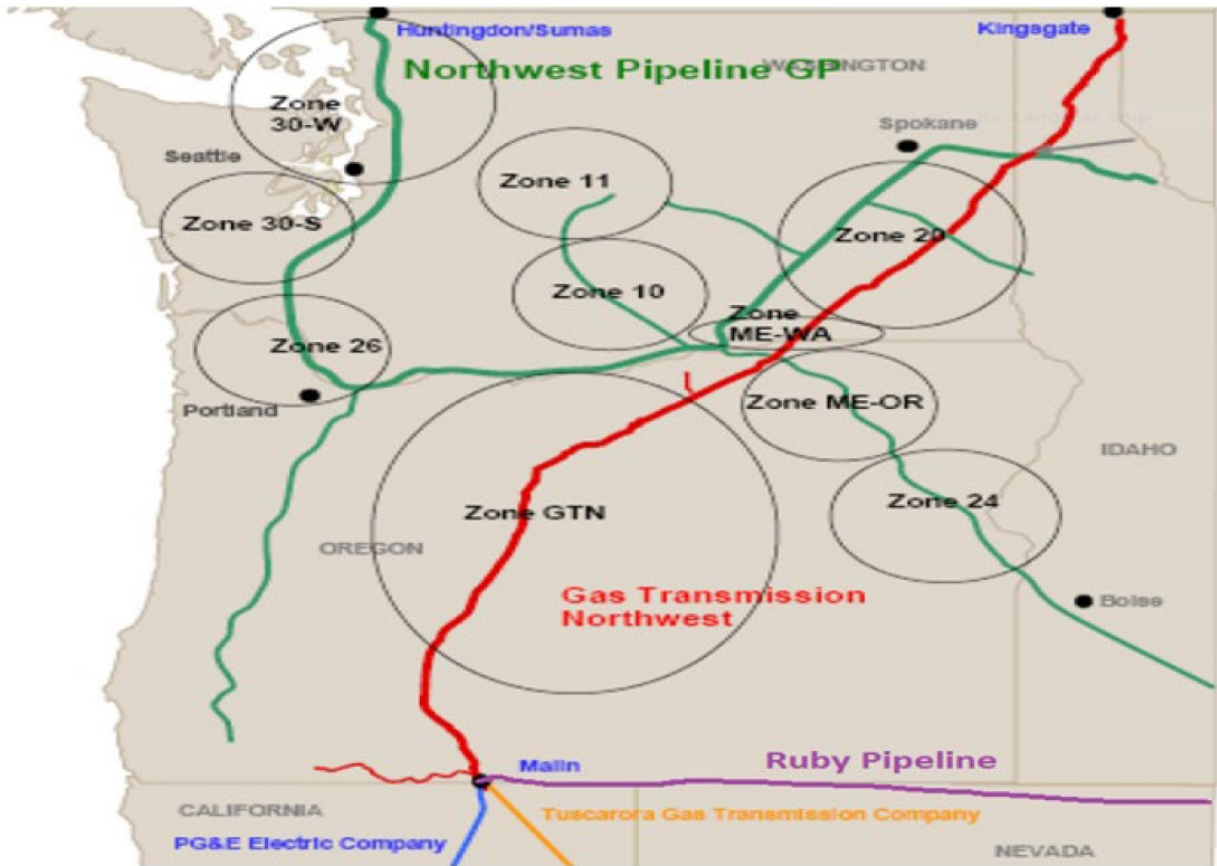 Huntingdon/Sumas
Kingsgate
Northwest Pipeline GP
WASHINGTON
Zone
30-W
Spokane
Seattle
Zone 11
Zone 30-S
Zone 20
Zone 10
Zone
ME-WA
Zone 26
Portland
Zone ME-OR
IDAHO
Zone 24
Zone GTN
OREGON
Gas Transmission
Northwest
Boise
Malin
Ruby Pipeline
CALIFORNIA
Tuscarora Gas Transmission Company
PG&E Electric Company
NEVADA